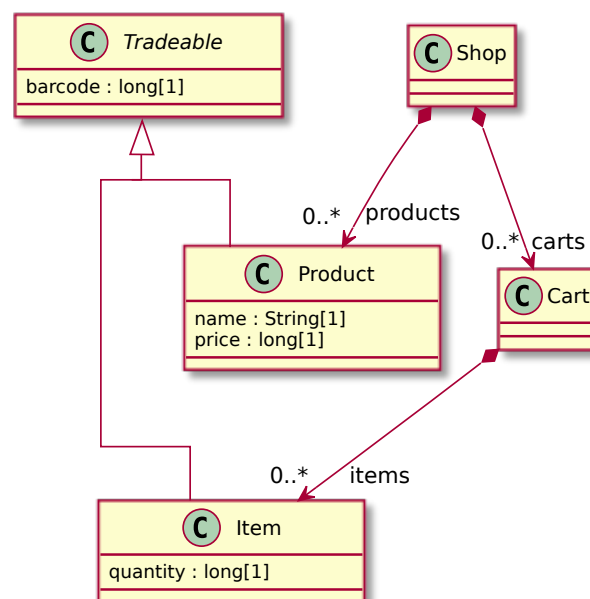 C Tradeable
barcode : long[1]
C Shop
0..* products
0..* carts
C Product
name : String[1]
price : long[1]
C Cart
0..* items
C Item
quantity : long[1]